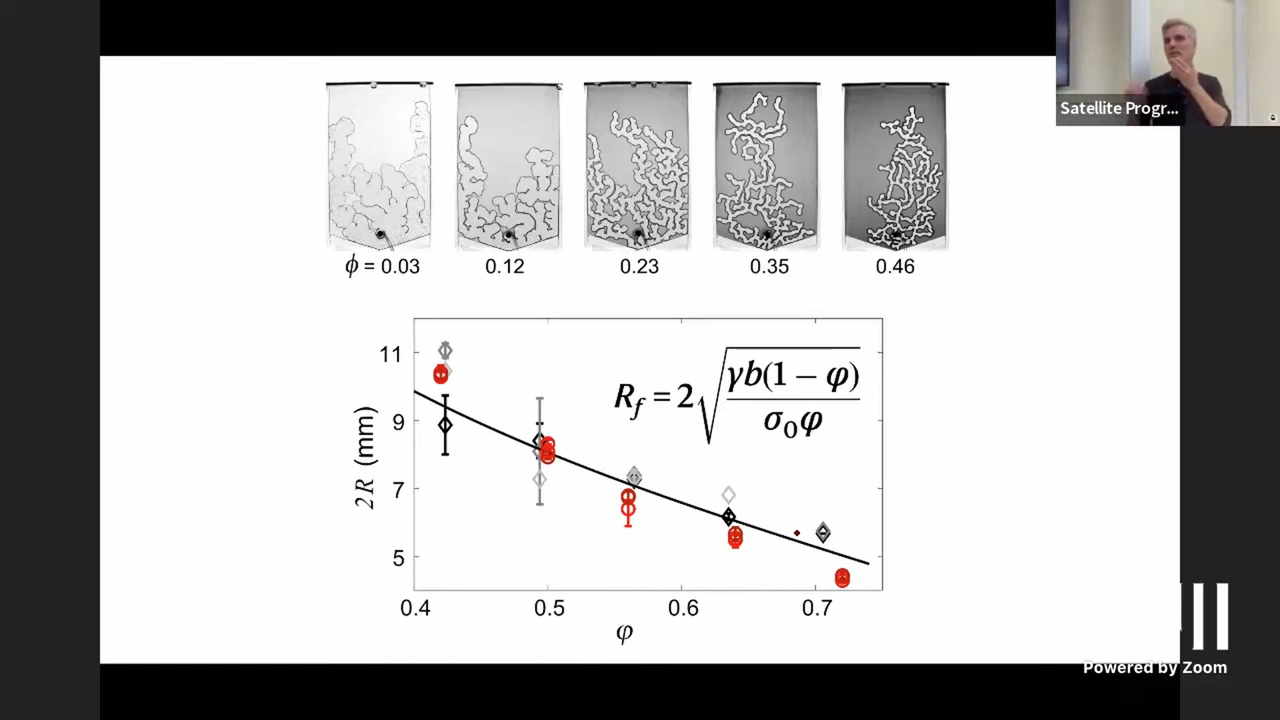 Satellite Progr...
ϕ = 0.03 0.12 0.23 0.35 0.46
11
9
7
5
2R (mm)
R_f = 2√(γb(1 − φ) / σ₀φ)
0.4 0.5 0.6 0.7
φ
Powered by Zoom